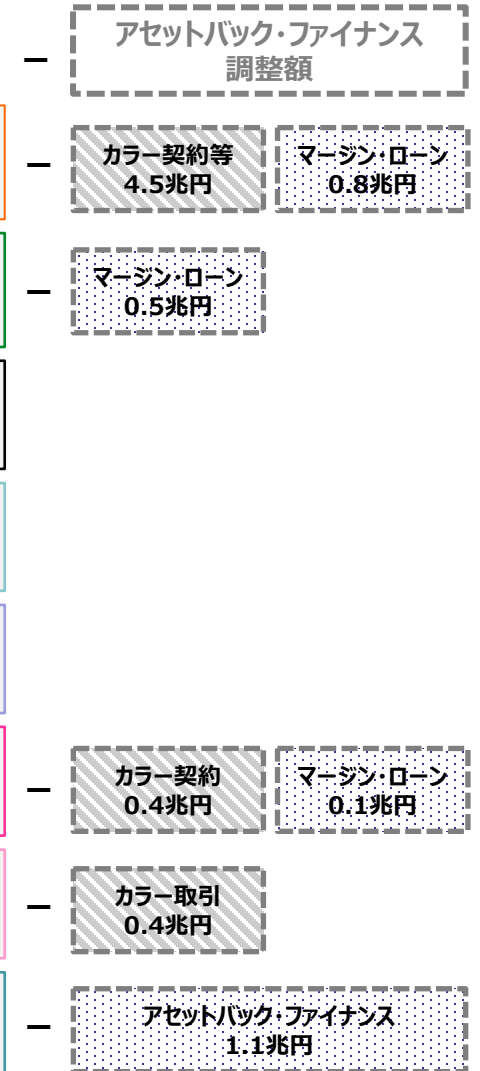 －
アセットバック・ファイナンス
調整額
－
カラー契約等
4.5兆円
マージン・ローン
0.8兆円
－
マージン・ローン
0.5兆円
－
カラー契約
0.4兆円
マージン・ローン
0.1兆円
－
カラー取引
0.4兆円
－
アセットバック・ファイナンス
1.1兆円